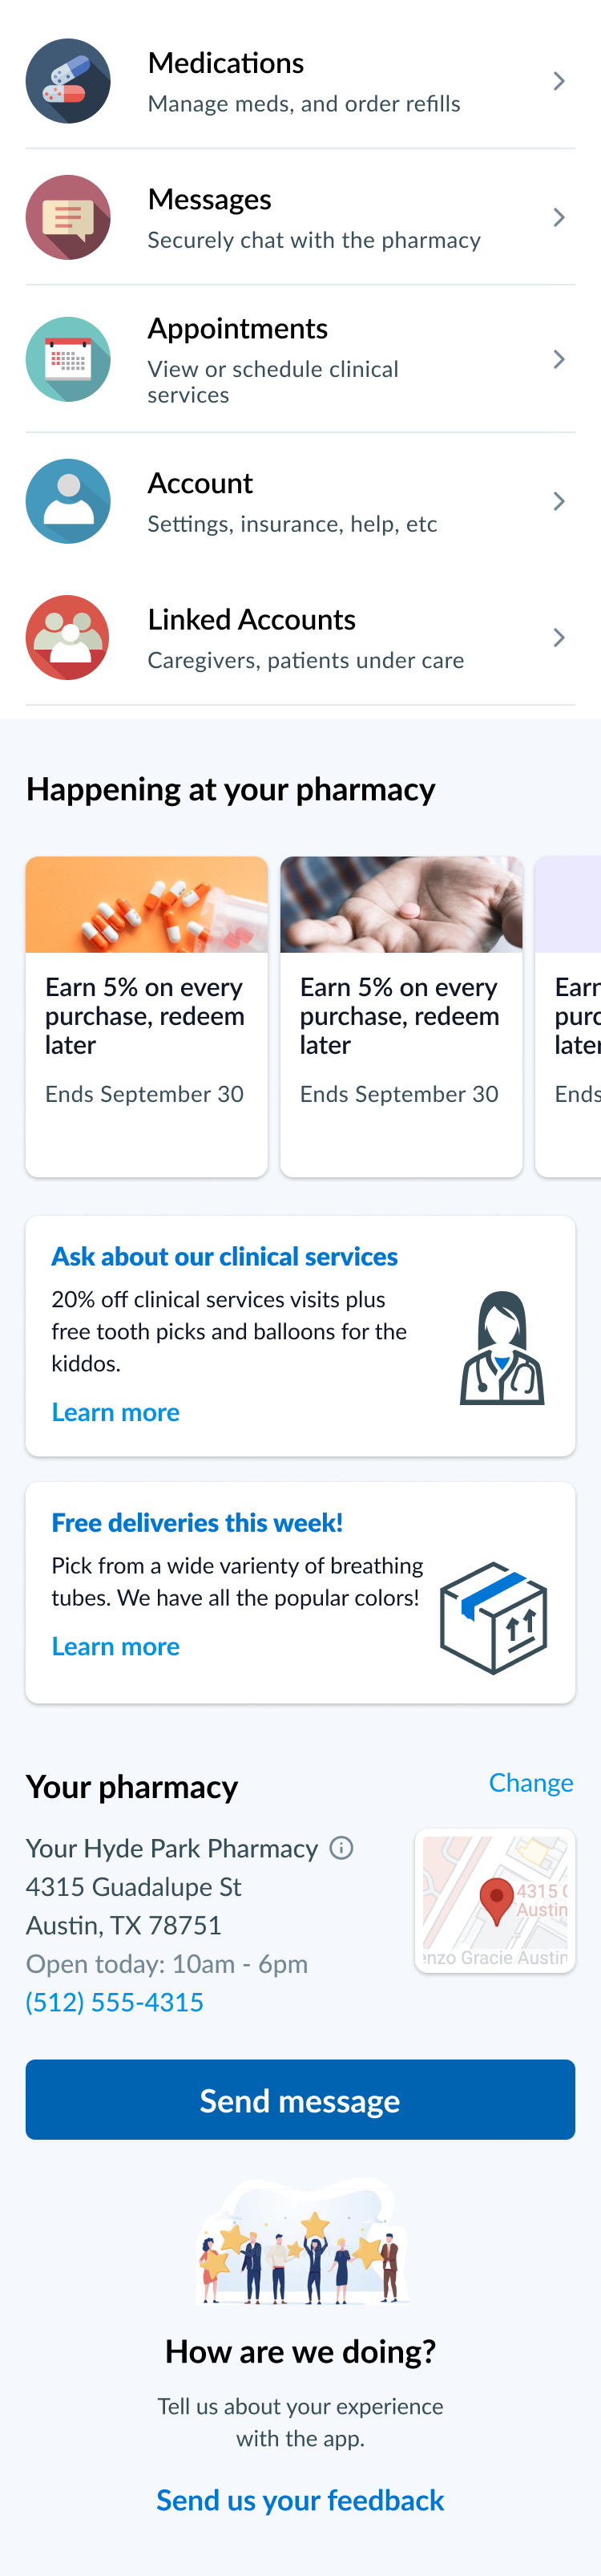 Medications
Manage meds, and order refills
Messages
Securely chat with the pharmacy
Appointments
View or schedule clinical
services
Account
Settings, insurance, help, etc
Linked Accounts
Caregivers, patients under care
Happening at your pharmacy
Earn 5% on every
purchase, redeem
later
Ends September 30
Earn 5% on every
purchase, redeem
later
Ends September 30
Earn
purc
later
Ends
Ask about our clinical services
20% off clinical services visits plus
free tooth picks and balloons for the
kiddos.
Learn more
Free deliveries this week!
Pick from a wide varienty of breathing
tubes. We have all the popular colors!
Learn more
Your pharmacy
Change
Your Hyde Park Pharmacy
4315 Guadalupe St
Austin, TX 78751
Open today: 10am - 6pm
(512) 555-4315
4315 G
Austin
enzo Gracie Austin
Send message
How are we doing?
Tell us about your experience
with the app.
Send us your feedback